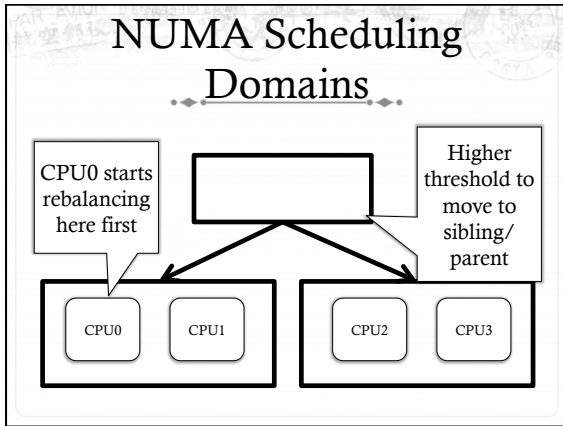 NUMA Scheduling
Domains
CPU0 starts
rebalancing
here first
Higher
threshold to
move to
sibling/
parent
CPU0
CPU1
CPU2
CPU3